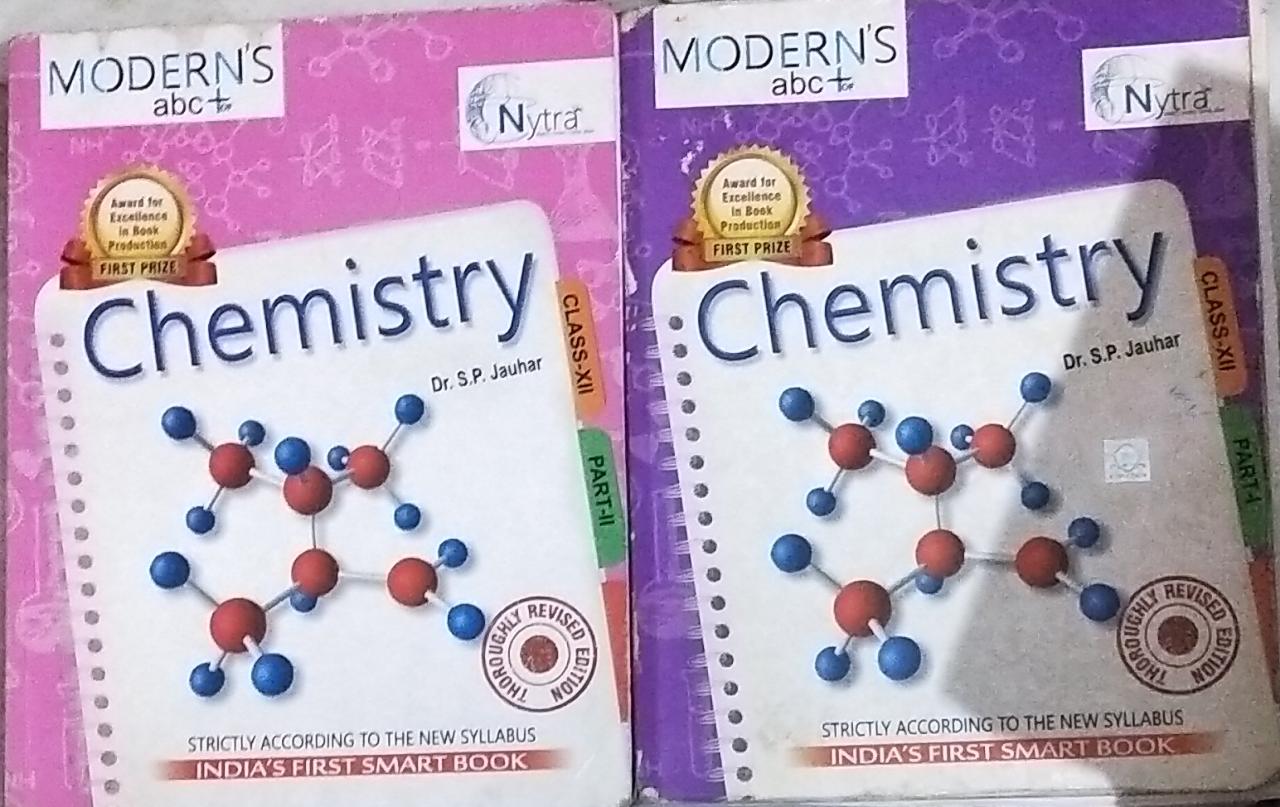 MODERN'S
abc+
OF
Nytra
Award for
Excellence
in Book
Production
FIRST PRIZE
Chemistry
Dr. S.P. Jauhar
CLASS-XII
PART-II
THOROUGHLY REVISED EDITION
STRICTLY ACCORDING TO THE NEW SYLLABUS
INDIA'S FIRST SMART BOOK
MODERN'S
abc+
OF
Nytra
Award for
Excellence
in Book
Production
FIRST PRIZE
Chemistry
Dr. S.P. Jauhar
CLASS-XII
PART-I
THOROUGHLY REVISED EDITION
STRICTLY ACCORDING TO THE NEW SYLLABUS
INDIA'S FIRST SMART BOOK